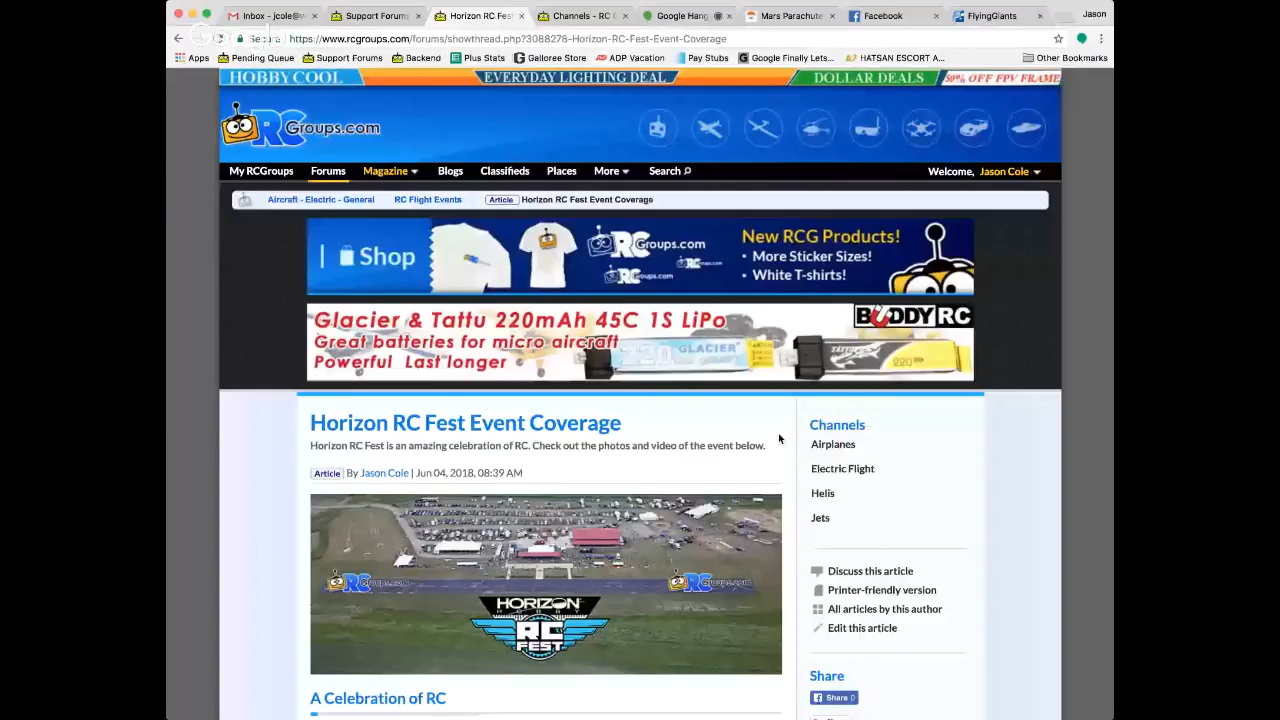 Inbox - jcole@w
Support Forums
Horizon RC Fest
Channels - RC G
Google Hang
Mars Parachute
Facebook
FlyingGiants
Jason
Secure
https://www.rcgroups.com/forums/showthread.php?3088278-Horizon-RC-Fest-Event-Coverage
Apps
Pending Queue
Support Forums
Backend
Plus Stats
Galloree Store
ADP Vacation
Pay Stubs
Google Finally Lets...
HATSAN ESCORT A...
Other Bookmarks
HOBBYCOOL
EVERYDAY LIGHTING DEAL
DOLLAR DEALS
50% OFF FPV FRAME
RCGroups.com
My RCGroups
Forums
Magazine
Blogs
Classifieds
Places
More
Search
Welcome, Jason Cole
Aircraft - Electric - General
RC Flight Events
Article Horizon RC Fest Event Coverage
Shop
RCGroups.com
New RCG Products!
• More Sticker Sizes!
• White T-shirts!
Glacier & Tattu 220mAh 45C 1S LiPo
Great batteries for micro aircraft
Powerful Last longer
BUDDYRC
GLACIER
220
Horizon RC Fest Event Coverage
Horizon RC Fest is an amazing celebration of RC. Check out the photos and video of the event below.
Article By Jason Cole | Jun 04, 2018, 08:39 AM
RCGroups.com
RCGroups.com
HORIZON
HOBBY
RC
FEST
A Celebration of RC
Channels
Airplanes
Electric Flight
Helis
Jets
Discuss this article
Printer-friendly version
All articles by this author
Edit this article
Share
Share 0